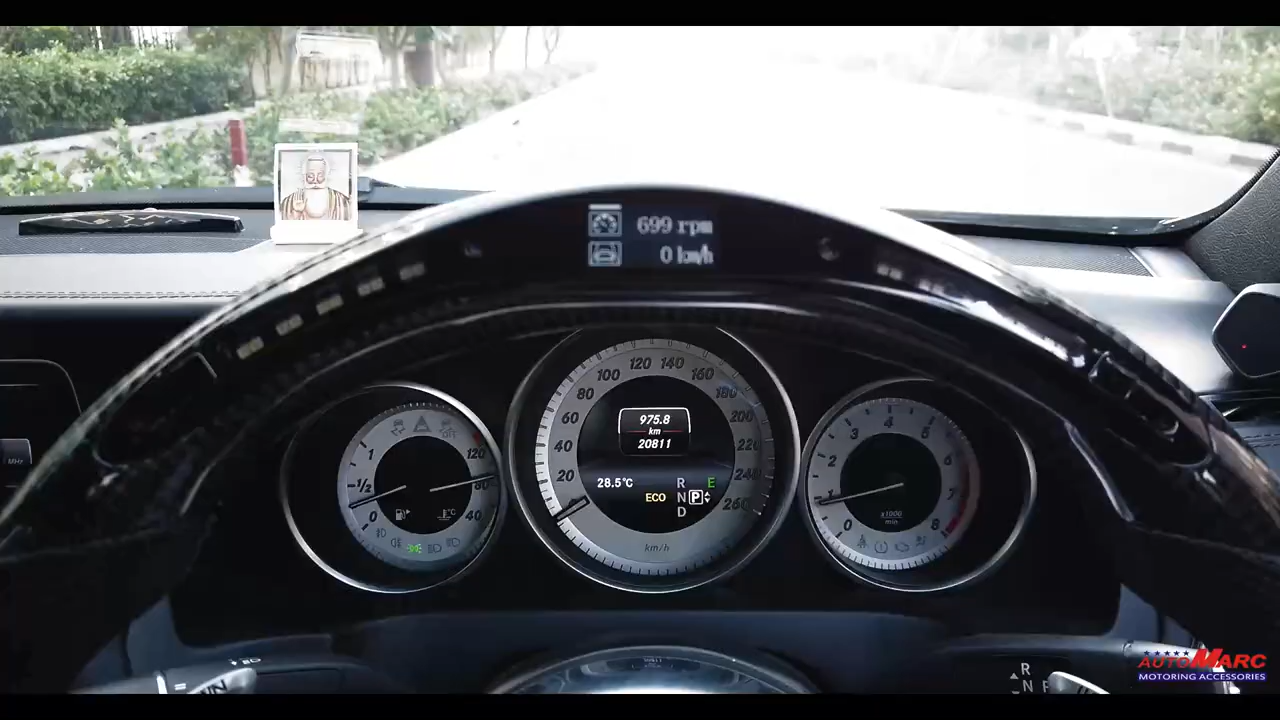 699 rpm
0 km/h
MHz
1
-1/2
0
120
80
40
°C
20
40
60
80
100
120
140
160
180
200
220
240
260
975.8
km
20811
28.5°C
ECO
R
N
P
D
E
km/h
0
1
2
3
4
5
6
7
8
x1000
min
R
N
P
AUTOMARC
MOTORING ACCESSORIES